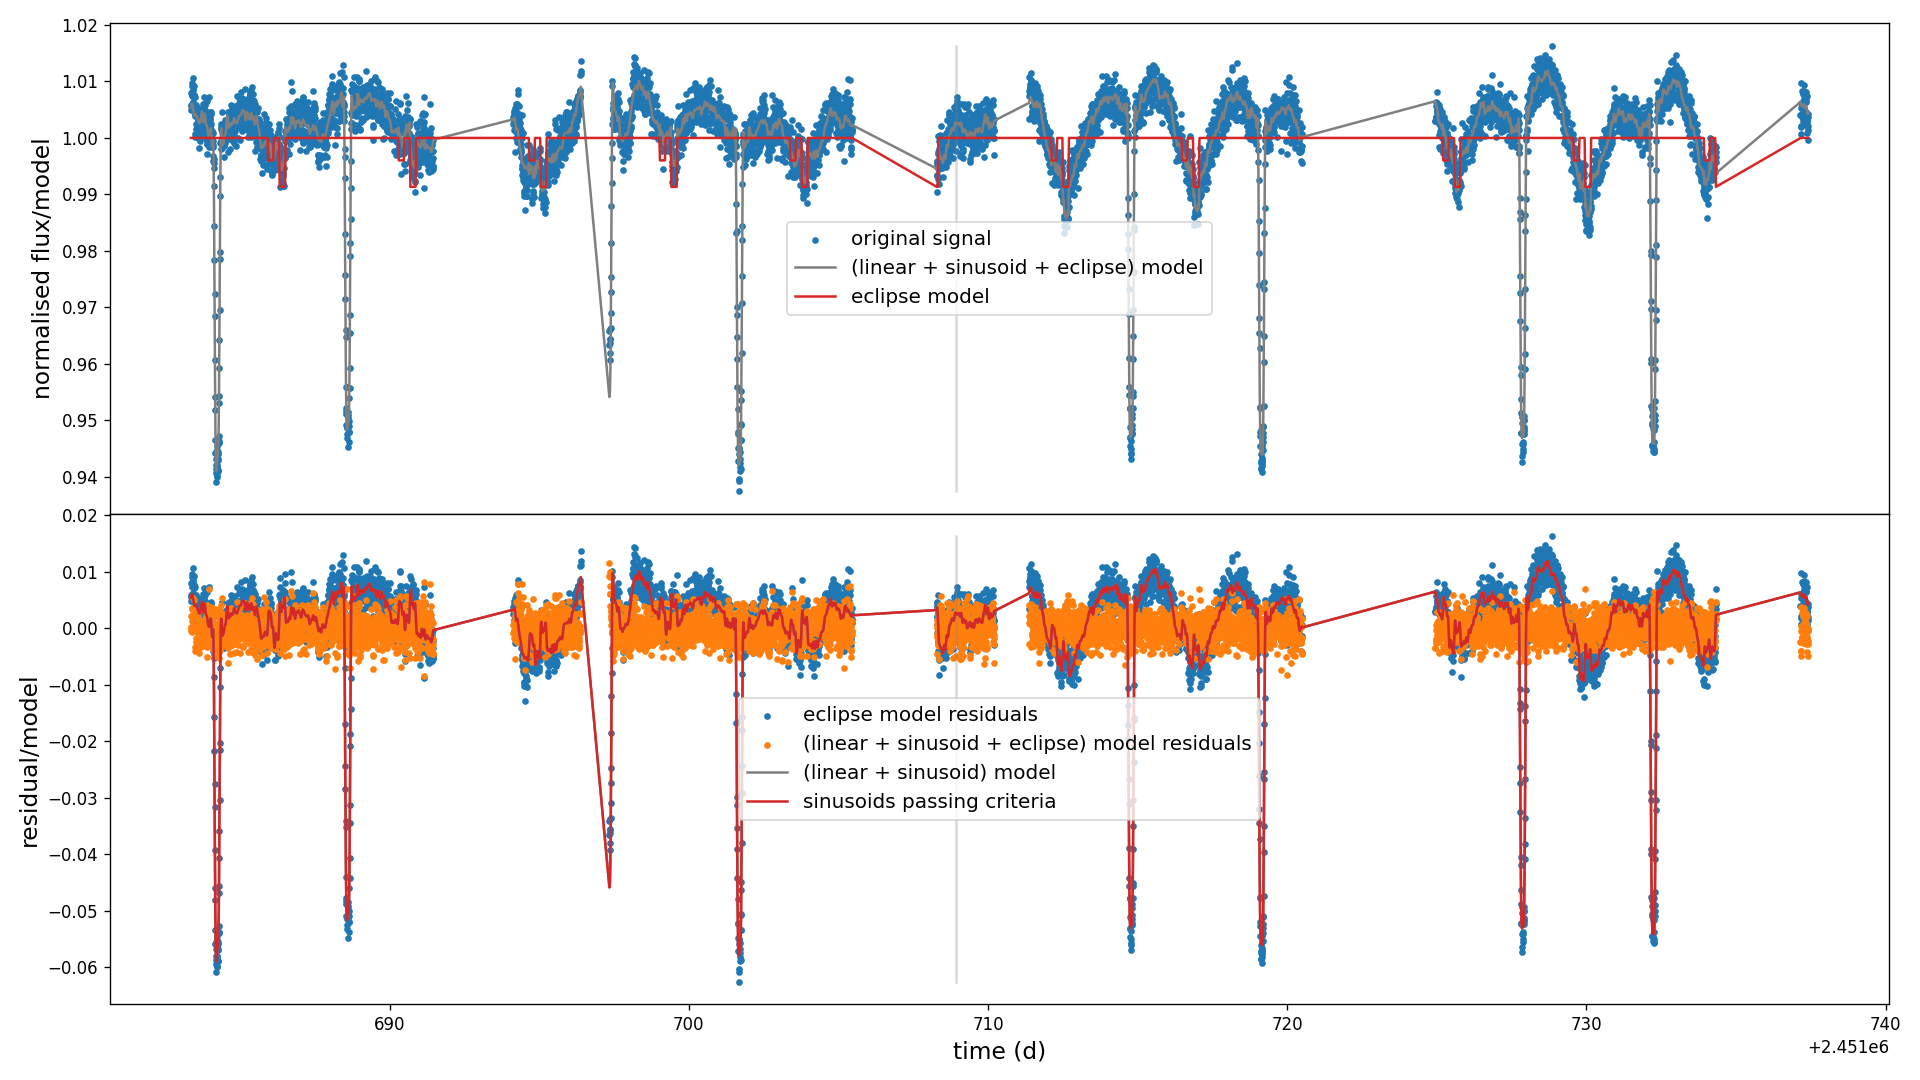 1.02
1.01
1.00
0.99
0.98
0.97
0.96
0.95
0.94
normalised flux/model
original signal
(linear + sinusoid + eclipse) model
eclipse model
0.02
0.01
0.00
−0.01
−0.02
−0.03
−0.04
−0.05
−0.06
residual/model
eclipse model residuals
(linear + sinusoid + eclipse) model residuals
(linear + sinusoid) model
sinusoids passing criteria
690 700 710 720 730 740
time (d)
+2.451e6